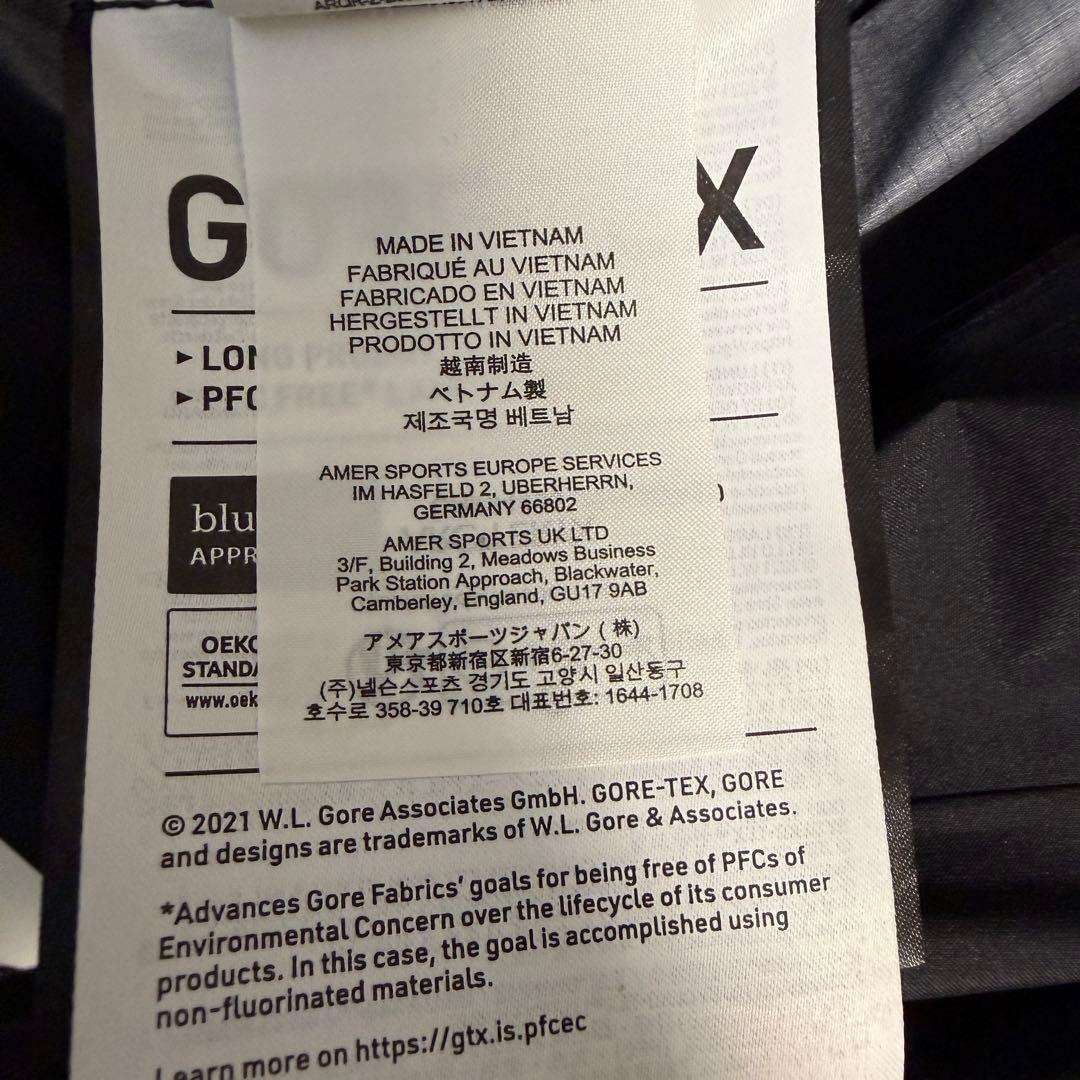 G
X
MADE IN VIETNAM
FABRIQUÉ AU VIETNAM
FABRICADO EN VIETNAM
HERGESTELLT IN VIETNAM
PRODOTTO IN VIETNAM
越南制造
ベトナム製
제조국명 베트남
AMER SPORTS EUROPE SERVICES
IM HASFELD 2, UBERHERRN,
GERMANY 66802
AMER SPORTS UK LTD
3/F, Building 2, Meadows Business
Park Station Approach, Blackwater,
Camberley, England, GU17 9AB
アメアスポーツジャパン ( 株)
東京都新宿区新宿6-27-30
(주)넬슨스포츠 경기도 고양시 일산동구
호수로 358-39 710호 대표번호: 1644-1708
► LON
► PFC
blu
APPR
OEKO
STANDA
www.oek
© 2021 W.L. Gore Associates GmbH. GORE-TEX, GORE
and designs are trademarks of W.L. Gore & Associates.
*Advances Gore Fabrics' goals for being free of PFCs of
Environmental Concern over the lifecycle of its consumer
products. In this case, the goal is accomplished using
non-fluorinated materials.
Learn more on https://gtx.is.pfcec